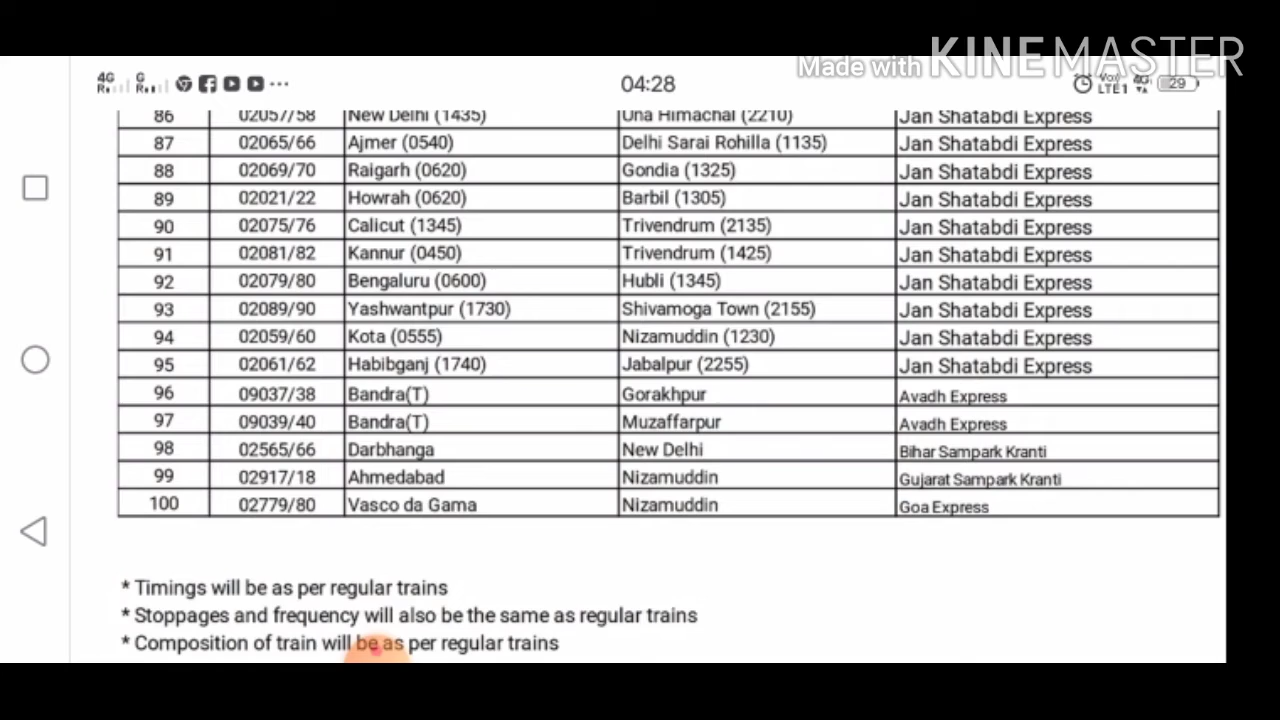 Made with KINEMASTER
4G G 04:28 Vo) LTE1 4G 29
86 02057/58 New Delhi (1435) Una Himachal (2210) Jan Shatabdi Express
87 02065/66 Ajmer (0540) Delhi Sarai Rohilla (1135) Jan Shatabdi Express
88 02069/70 Raigarh (0620) Gondia (1325) Jan Shatabdi Express
89 02021/22 Howrah (0620) Barbil (1305) Jan Shatabdi Express
90 02075/76 Calicut (1345) Trivendrum (2135) Jan Shatabdi Express
91 02081/82 Kannur (0450) Trivendrum (1425) Jan Shatabdi Express
92 02079/80 Bengaluru (0600) Hubli (1345) Jan Shatabdi Express
93 02089/90 Yashwantpur (1730) Shivamoga Town (2155) Jan Shatabdi Express
94 02059/60 Kota (0555) Nizamuddin (1230) Jan Shatabdi Express
95 02061/62 Habibganj (1740) Jabalpur (2255) Jan Shatabdi Express
96 09037/38 Bandra(T) Gorakhpur Avadh Express
97 09039/40 Bandra(T) Muzaffarpur Avadh Express
98 02565/66 Darbhanga New Delhi Bihar Sampark Kranti
99 02917/18 Ahmedabad Nizamuddin Gujarat Sampark Kranti
100 02779/80 Vasco da Gama Nizamuddin Goa Express
* Timings will be as per regular trains
* Stoppages and frequency will also be the same as regular trains
* Composition of train will be as per regular trains